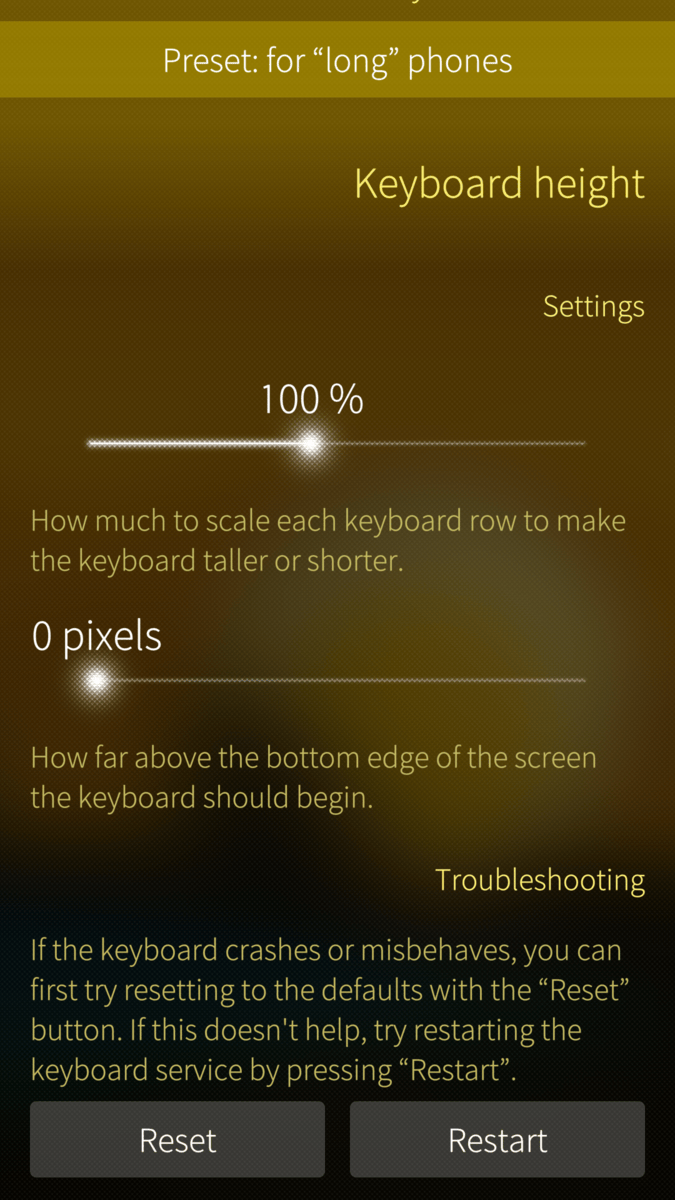 Preset: for “long” phones
Keyboard height
Settings
100 %
How much to scale each keyboard row to make
the keyboard taller or shorter.
0 pixels
How far above the bottom edge of the screen
the keyboard should begin.
Troubleshooting
If the keyboard crashes or misbehaves, you can
first try resetting to the defaults with the “Reset”
button. If this doesn't help, try restarting the
keyboard service by pressing “Restart”.
Reset
Restart